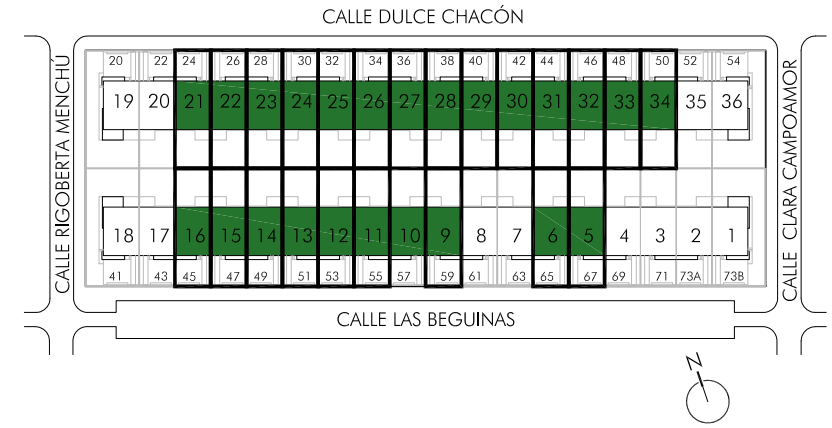 CALLE DULCE CHACÓN
CALLE RIGOBERTA MENCHÚ
20 22 24 26 28 30 32 34 36 38 40 42 44 46 48 50 52 54
19 20 21 22 23 24 25 26 27 28 29 30 31 32 33 34 35 36
18 17 16 15 14 13 12 11 10 9 8 7 6 5 4 3 2 1
41 43 45 47 49 51 53 55 57 59 61 63 65 67 69 71 73A 73B
CALLE CLARA CAMPOAMOR
CALLE LAS BEGUINAS
N